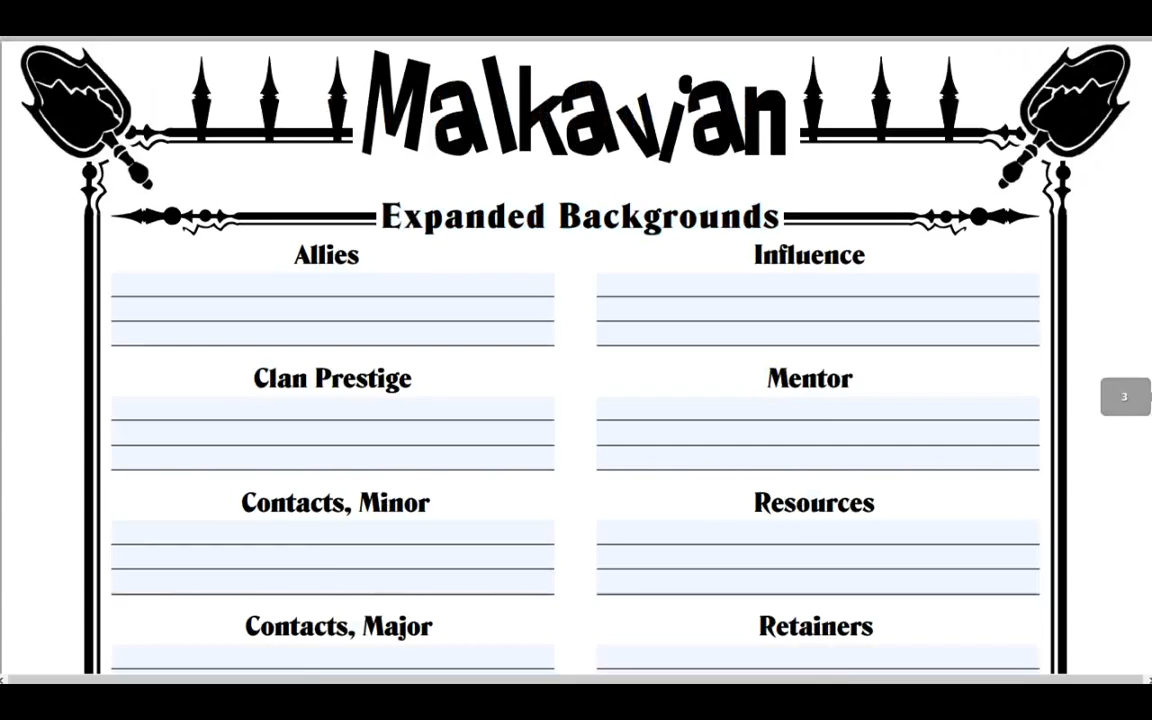 Malkavian
Expanded Backgrounds
Allies
Influence
Clan Prestige
Mentor
3
Contacts, Minor
Resources
Contacts, Major
Retainers